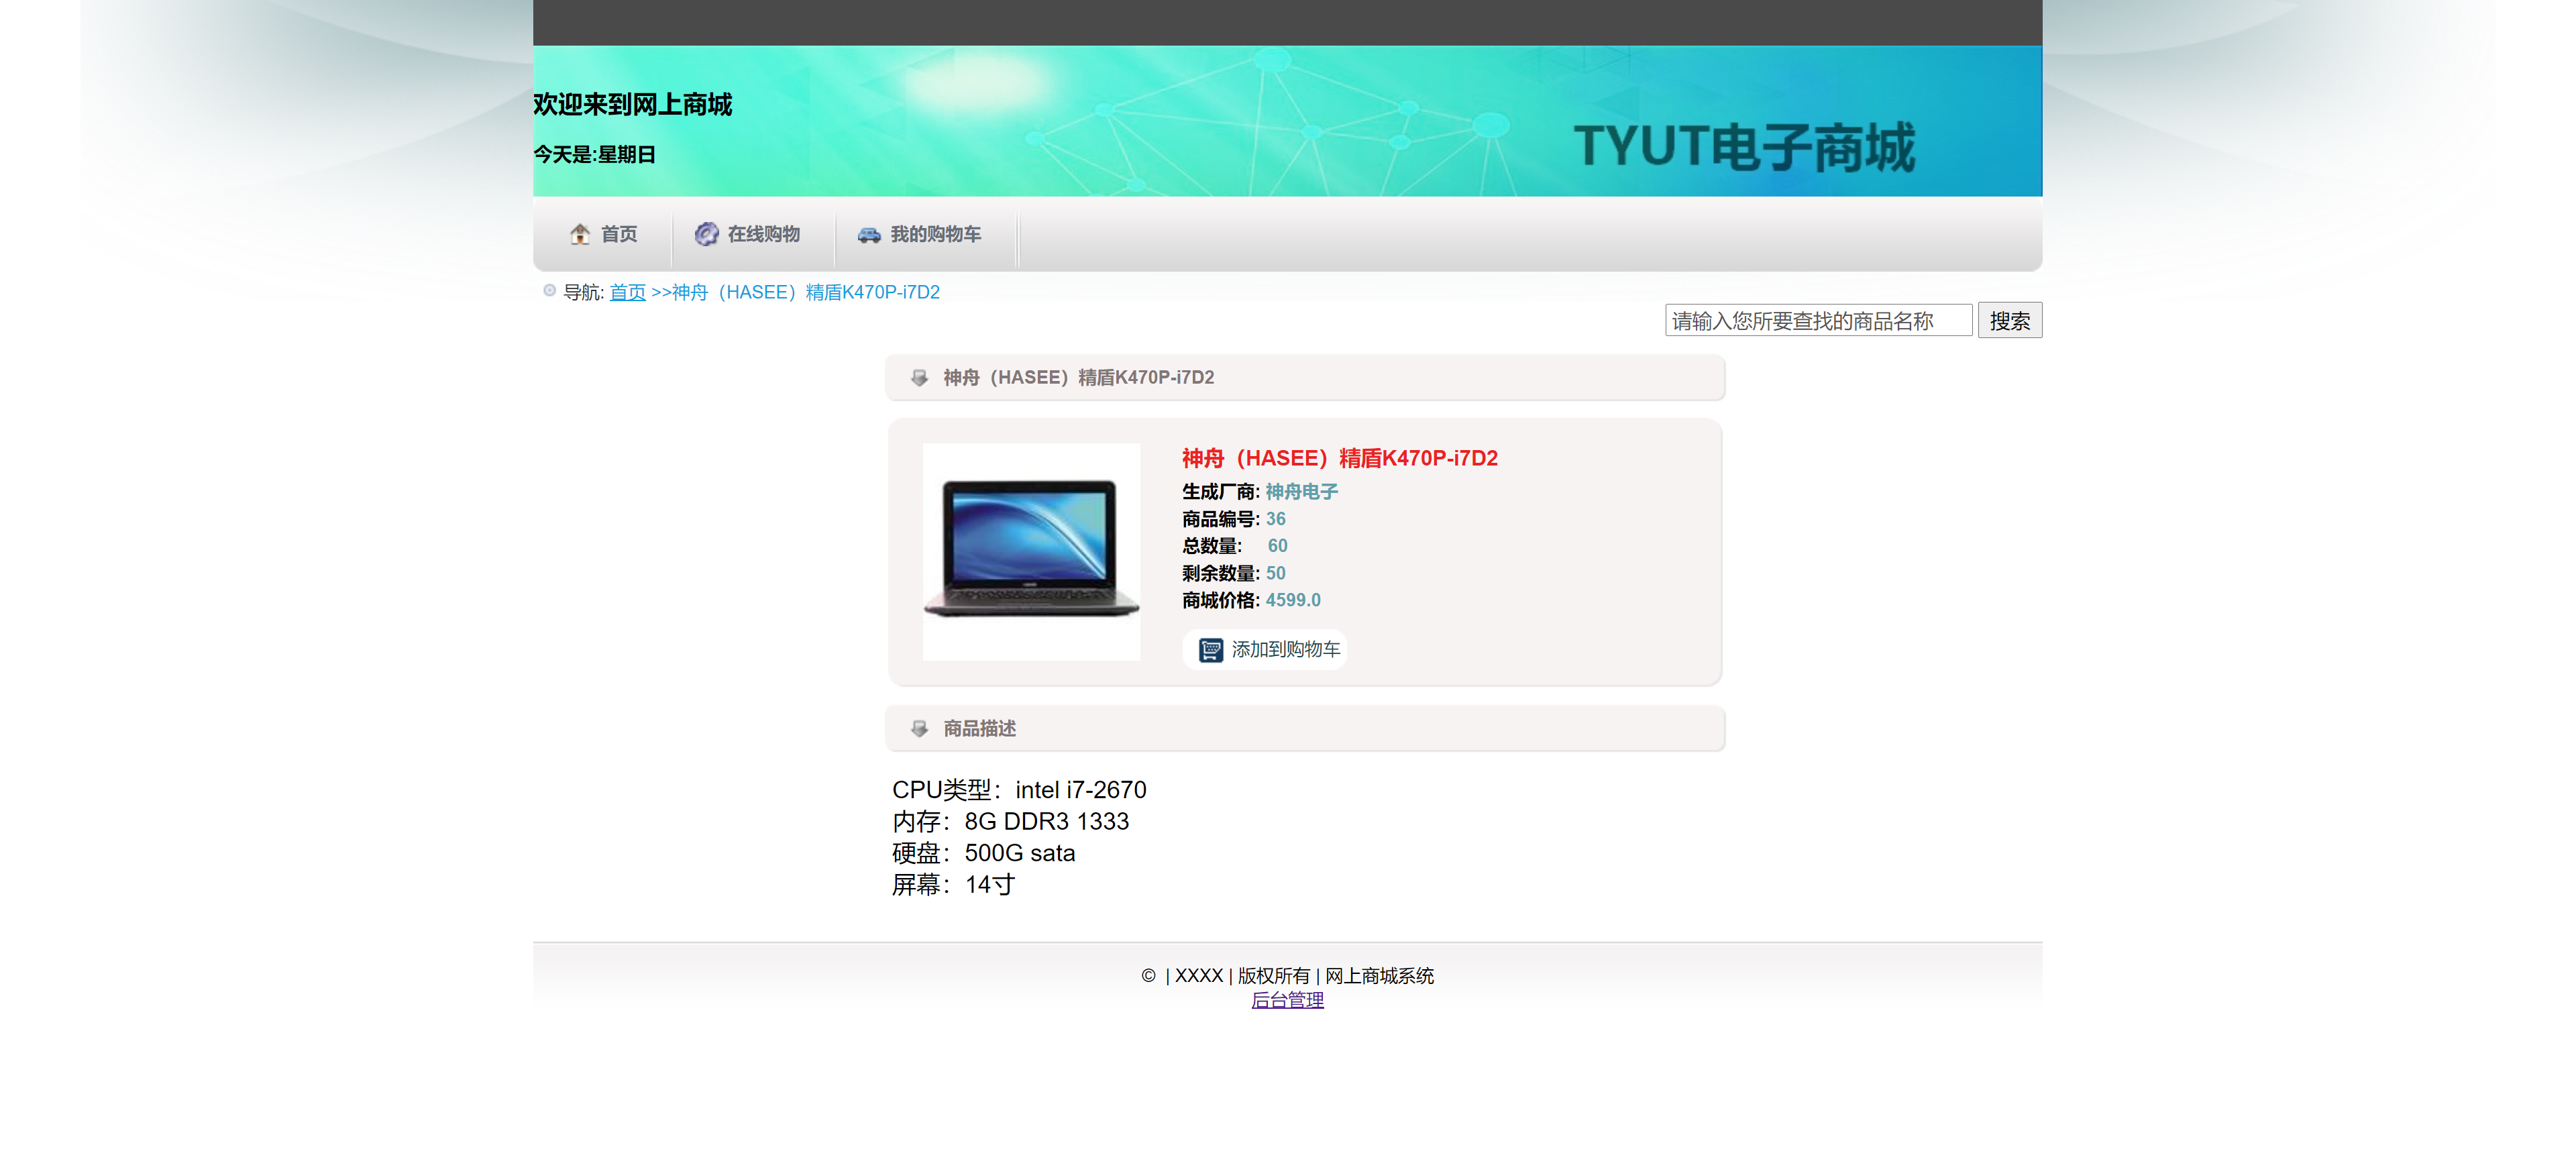 欢迎来到网上商城
今天是:星期日
TYUT电子商城
首页 在线购物 我的购物车
导航: 首页 >>神舟（HASEE）精盾K470P-i7D2
请输入您所要查找的商品名称 搜索
神舟（HASEE）精盾K470P-i7D2
神舟（HASEE）精盾K470P-i7D2
生成厂商: 神舟电子
商品编号: 36
总数量: 60
剩余数量: 50
商城价格: 4599.0
添加到购物车
商品描述
CPU类型：intel i7-2670
内存：8G DDR3 1333
硬盘：500G sata
屏幕：14寸
© | XXXX | 版权所有 | 网上商城系统
后台管理